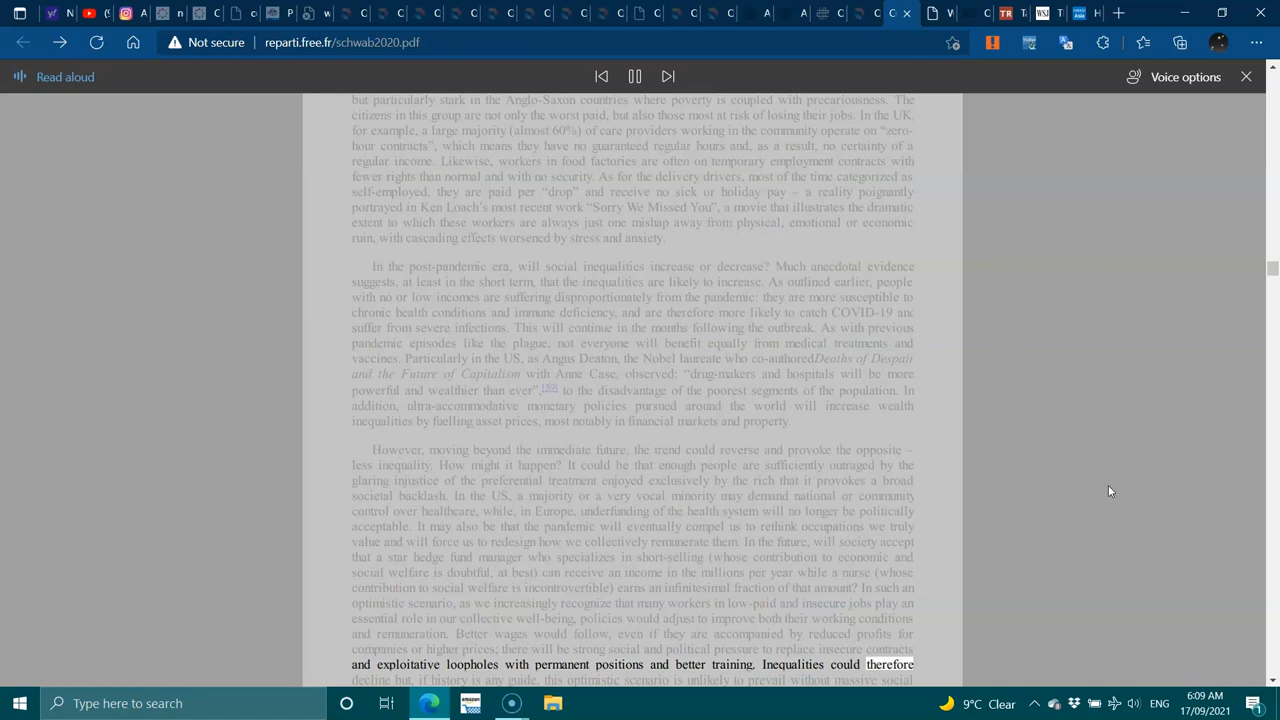 Not secure
reparti.free.fr/schwab2020.pdf
Read aloud
Voice options
but particularly stark in the Anglo-Saxon countries where poverty is coupled with precariousness. The
citizens in this group are not only the worst paid, but also those most at risk of losing their jobs. In the UK,
for example, a large majority (almost 60%) of care providers working in the community operate on “zero-
hour contracts”, which means they have no guaranteed regular hours and, as a result, no certainty of a
regular income. Likewise, workers in food factories are often on temporary employment contracts with
fewer rights than normal and with no security. As for the delivery drivers, most of the time categorized as
self-employed, they are paid per “drop” and receive no sick or holiday pay – a reality poignantly
portrayed in Ken Loach’s most recent work “Sorry We Missed You”, a movie that illustrates the dramatic
extent to which these workers are always just one mishap away from physical, emotional or economic
ruin, with cascading effects worsened by stress and anxiety.
In the post-pandemic era, will social inequalities increase or decrease? Much anecdotal evidence
suggests, at least in the short term, that the inequalities are likely to increase. As outlined earlier, people
with no or low incomes are suffering disproportionately from the pandemic: they are more susceptible to
chronic health conditions and immune deficiency, and are therefore more likely to catch COVID-19 and
suffer from severe infections. This will continue in the months following the outbreak. As with previous
pandemic episodes like the plague, not everyone will benefit equally from medical treatments and
vaccines. Particularly in the US, as Angus Deaton, the Nobel laureate who co-authored Deaths of Despair
and the Future of Capitalism with Anne Case, observed: “drug-makers and hospitals will be more
powerful and wealthier than ever”,[59] to the disadvantage of the poorest segments of the population. In
addition, ultra-accommodative monetary policies pursued around the world will increase wealth
inequalities by fuelling asset prices, most notably in financial markets and property.
However, moving beyond the immediate future, the trend could reverse and provoke the opposite –
less inequality. How might it happen? It could be that enough people are sufficiently outraged by the
glaring injustice of the preferential treatment enjoyed exclusively by the rich that it provokes a broad
societal backlash. In the US, a majority or a very vocal minority may demand national or community
control over healthcare, while, in Europe, underfunding of the health system will no longer be politically
acceptable. It may also be that the pandemic will eventually compel us to rethink occupations we truly
value and will force us to redesign how we collectively remunerate them. In the future, will society accept
that a star hedge fund manager who specializes in short-selling (whose contribution to economic and
social welfare is doubtful, at best) can receive an income in the millions per year while a nurse (whose
contribution to social welfare is incontrovertible) earns an infinitesimal fraction of that amount? In such an
optimistic scenario, as we increasingly recognize that many workers in low-paid and insecure jobs play an
essential role in our collective well-being, policies would adjust to improve both their working conditions
and remuneration. Better wages would follow, even if they are accompanied by reduced profits for
companies or higher prices; there will be strong social and political pressure to replace insecure contracts
and exploitative loopholes with permanent positions and better training. Inequalities could therefore
decline but, if history is any guide, this optimistic scenario is unlikely to prevail without massive social
Type here to search
9°C Clear
ENG
6:09 AM
17/09/2021